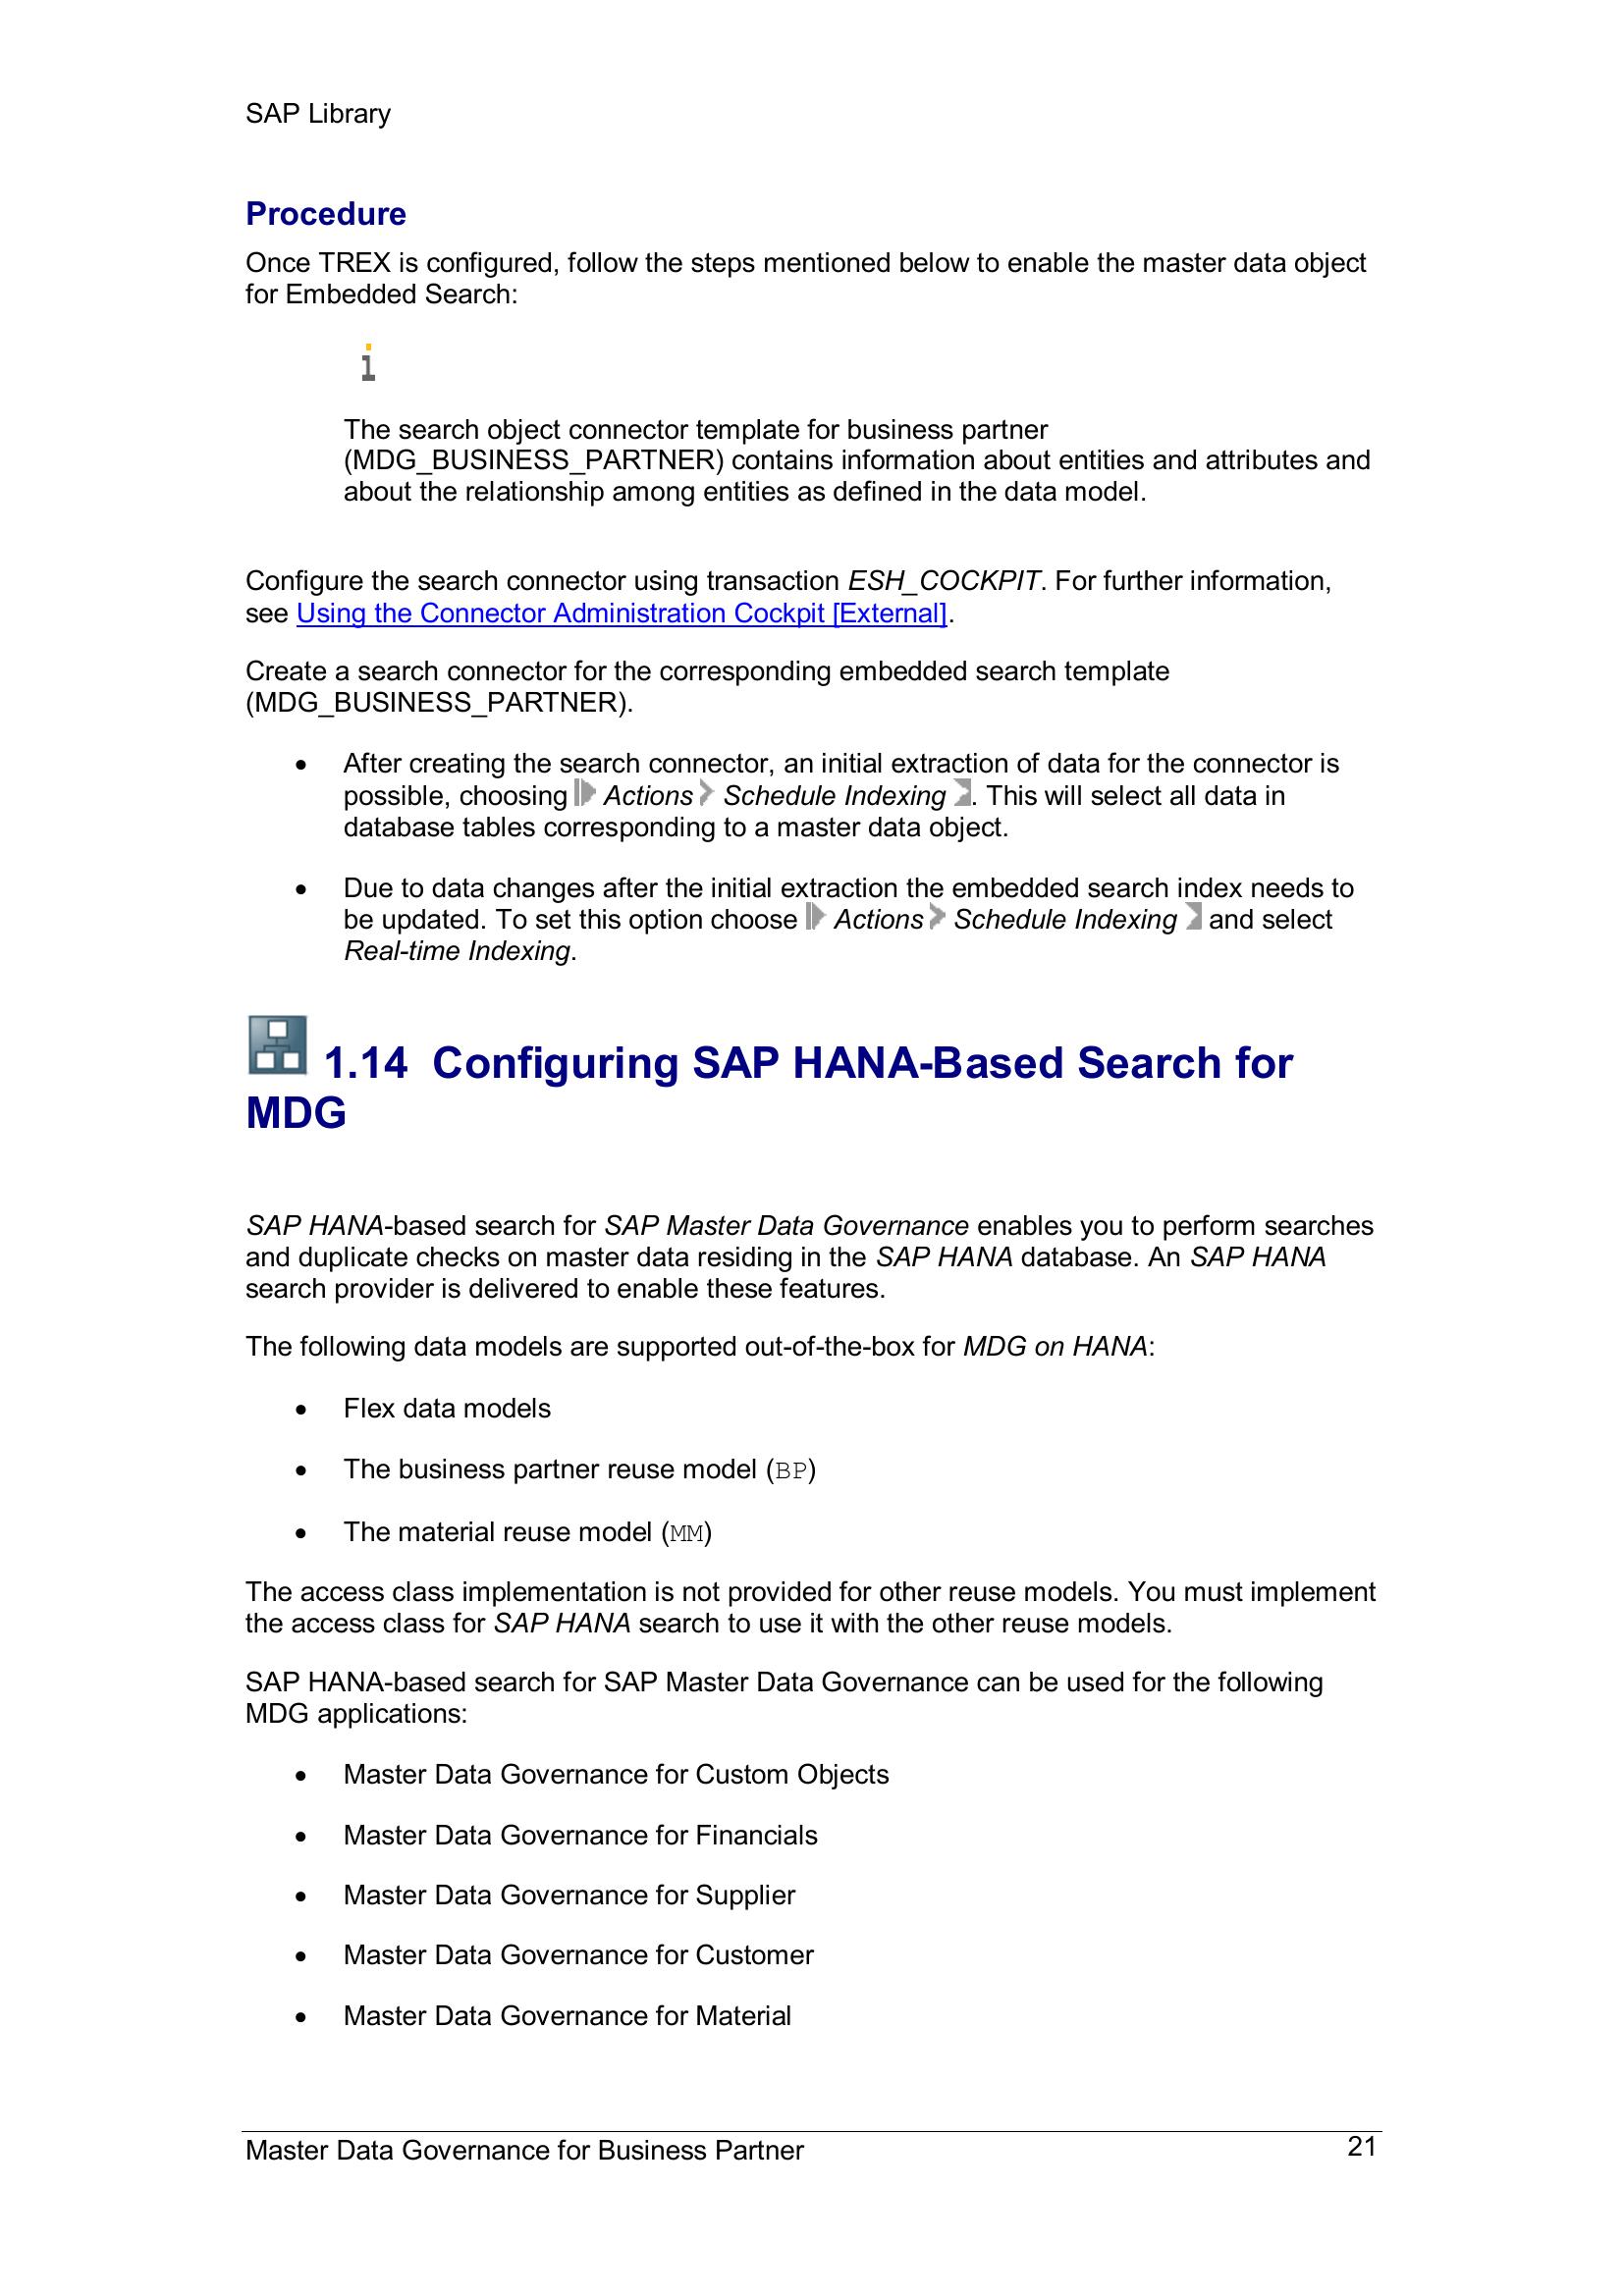 SAP Library
Procedure
Once TREX is configured, follow the steps mentioned below to enable the master data object
for Embedded Search:
The search object connector template for business partner
(MDG_BUSINESS_PARTNER) contains information about entities and attributes and
about the relationship among entities as defined in the data model.
Configure the search connector using transaction ESH_COCKPIT. For further information,
see Using the Connector Administration Cockpit [External].
Create a search connector for the corresponding embedded search template
(MDG_BUSINESS_PARTNER).
• After creating the search connector, an initial extraction of data for the connector is
possible, choosing Actions Schedule Indexing . This will select all data in
database tables corresponding to a master data object.
• Due to data changes after the initial extraction the embedded search index needs to
be updated. To set this option choose Actions Schedule Indexing and select
Real-time Indexing.
1.14 Configuring SAP HANA-Based Search for
MDG
SAP HANA-based search for SAP Master Data Governance enables you to perform searches
and duplicate checks on master data residing in the SAP HANA database. An SAP HANA
search provider is delivered to enable these features.
The following data models are supported out-of-the-box for MDG on HANA:
• Flex data models
• The business partner reuse model (BP)
• The material reuse model (MM)
The access class implementation is not provided for other reuse models. You must implement
the access class for SAP HANA search to use it with the other reuse models.
SAP HANA-based search for SAP Master Data Governance can be used for the following
MDG applications:
• Master Data Governance for Custom Objects
• Master Data Governance for Financials
• Master Data Governance for Supplier
• Master Data Governance for Customer
• Master Data Governance for Material
Master Data Governance for Business Partner 21